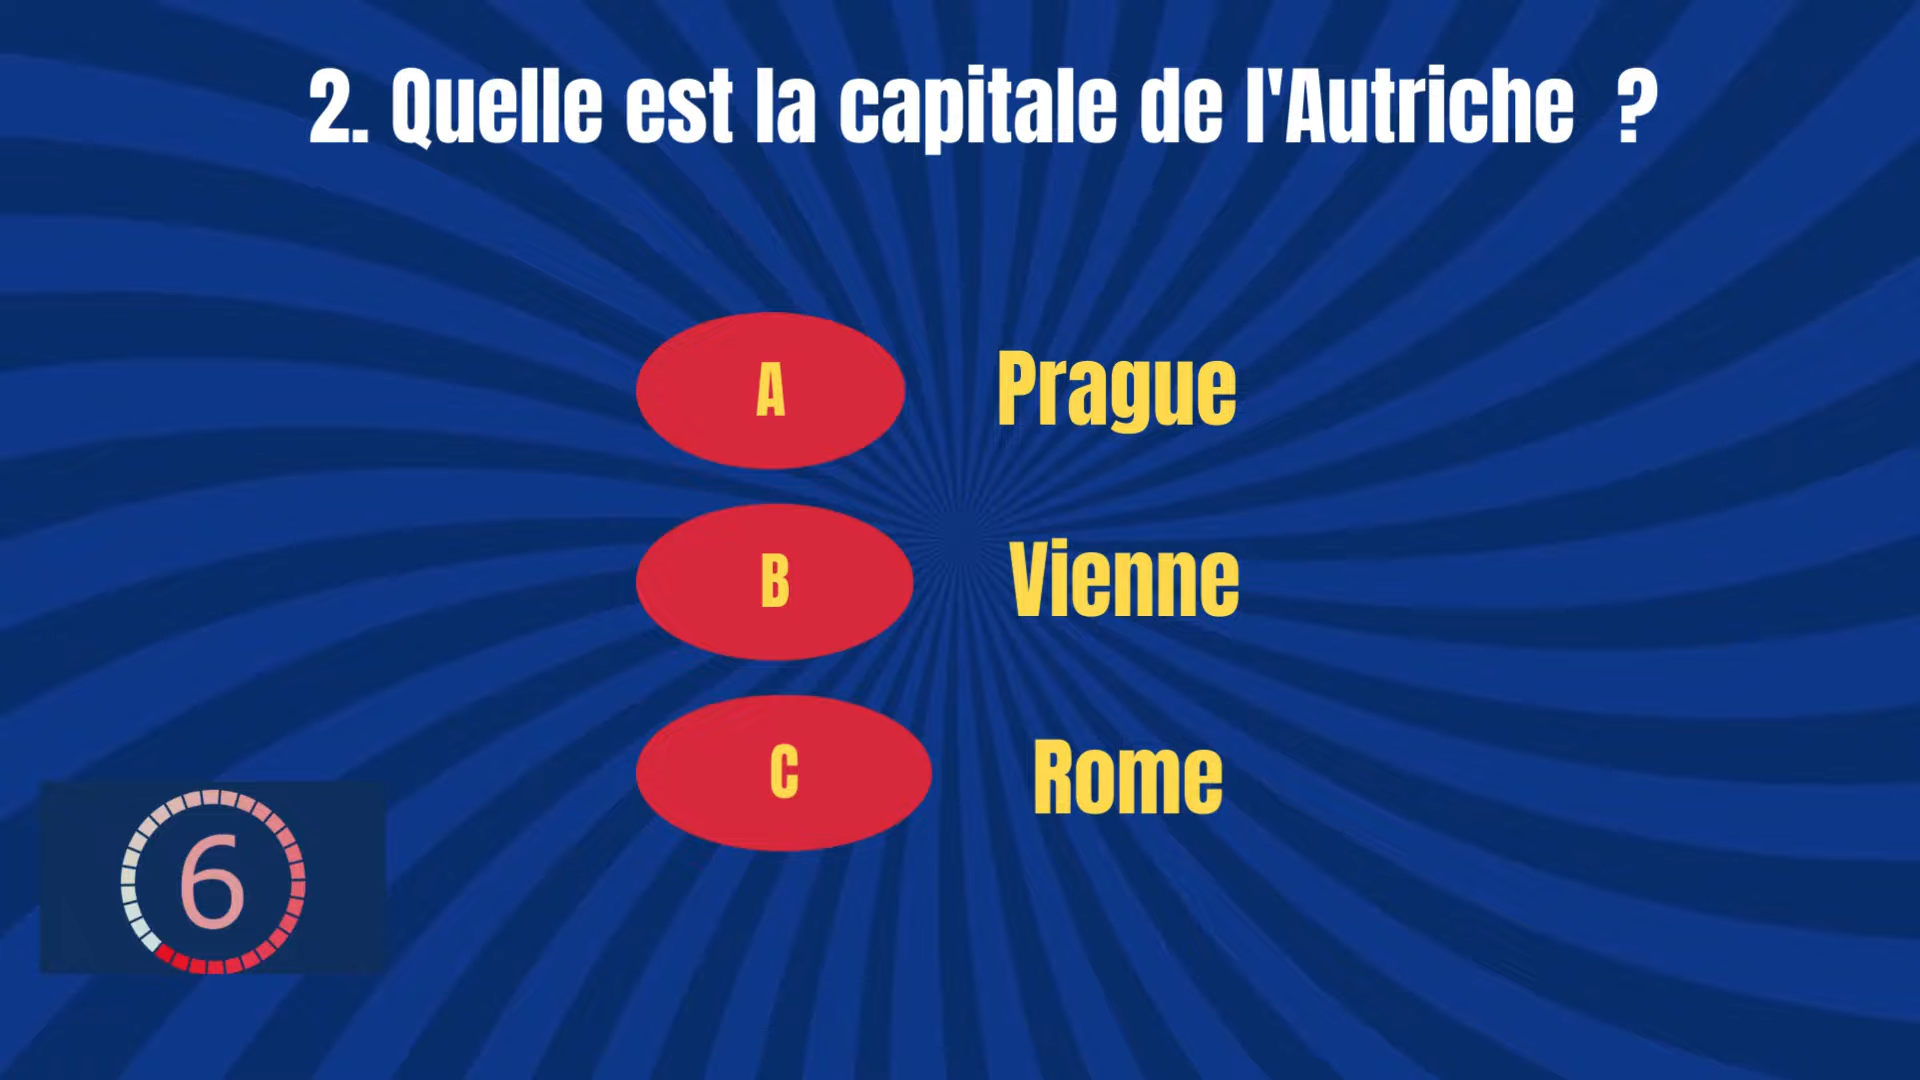 2. Quelle est la capitale de l'Autriche ?
A Prague
B Vienne
C Rome
6